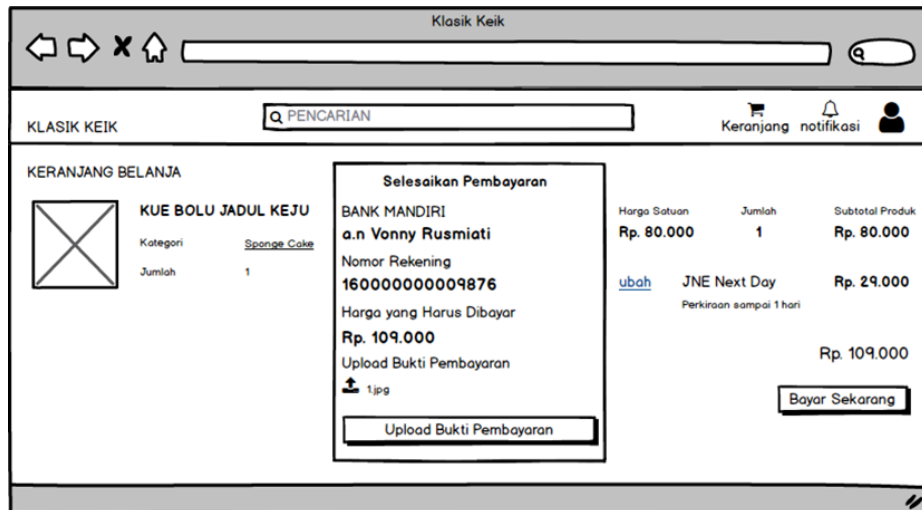 Klasik Keik
KLASIK KEIK
PENCARIAN
Keranjang
notifikasi
KERANJANG BELANJA
KUE BOLU JADUL KEJU
Kategori Sponge Cake
Jumlah 1
Selesaikan Pembayaran
BANK MANDIRI
a.n Vonny Rusmiati
Nomor Rekening
160000000009876
Harga yang Harus Dibayar
Rp. 109.000
Upload Bukti Pembayaran
1.jpg
Upload Bukti Pembayaran
Harga Satuan Jumlah Subtotal Produk
Rp. 80.000 1 Rp. 80.000
ubah JNE Next Day Rp. 29.000
Perkiraan sampai 1 hari
Rp. 109.000
Bayar Sekarang